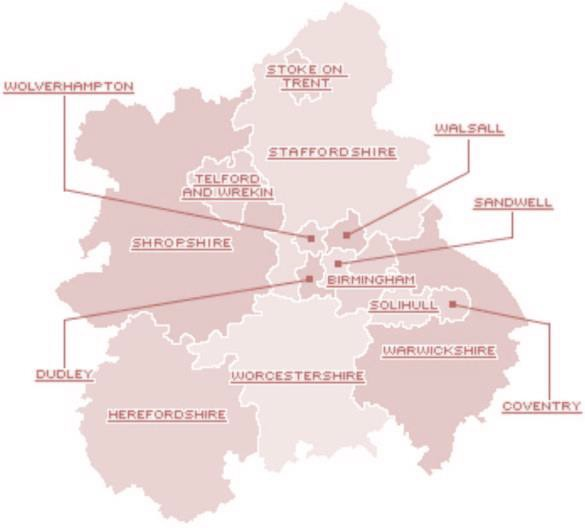 STOKE ON
TRENT
WOLVERHAMPTON
WALSALL
STAFFORDSHIRE
TELFORD
AND WREKIN
SANDWELL
SHROPSHIRE
BIRMINGHAM
SOLIHULL
WARWICKSHIRE
DUDLEY
WORCESTERSHIRE
COVENTRY
HEREFORDSHIRE